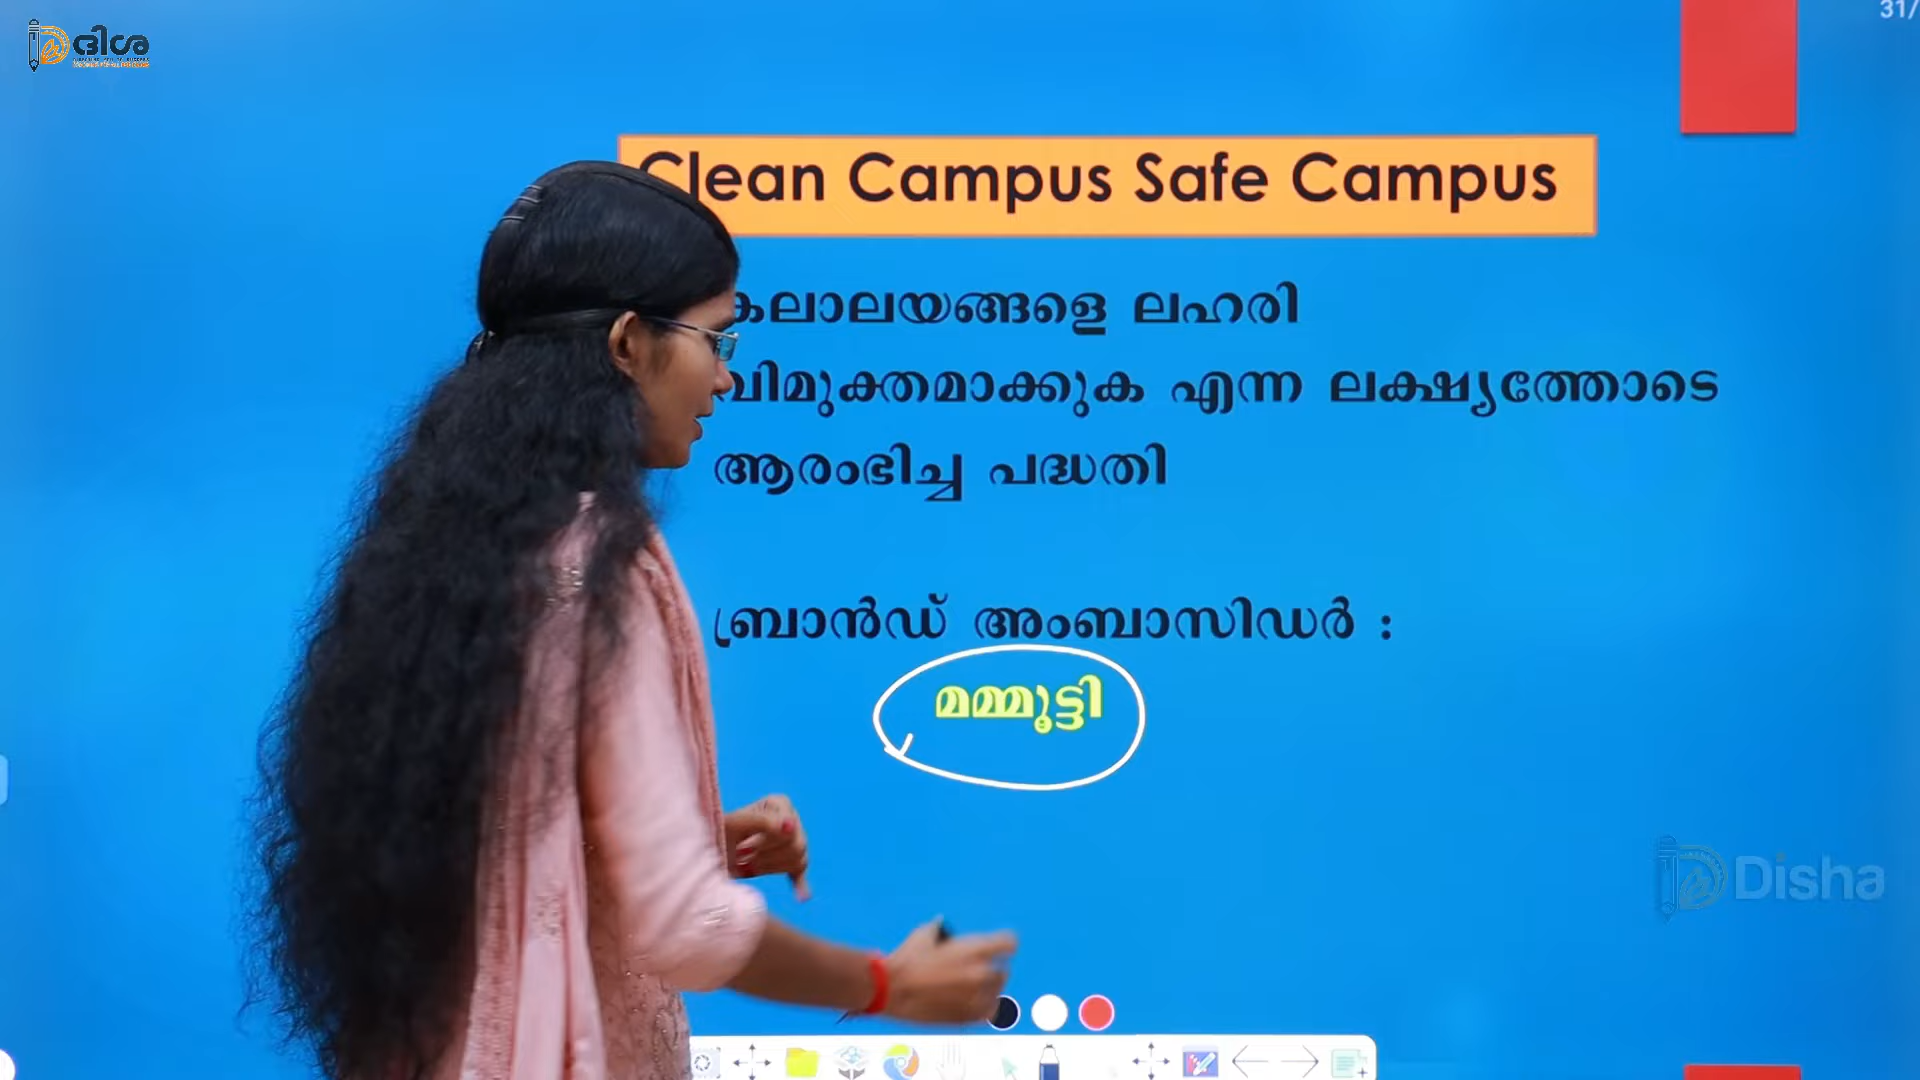 ദിശ
31/
Clean Campus Safe Campus
കലാലയങ്ങളെ ലഹരി
വിമുക്തമാക്കുക എന്ന ലക്ഷ്യത്തോടെ
ആരംഭിച്ച പദ്ധതി
ബ്രാൻഡ് അംബാസിഡർ :
മമ്മൂട്ടി
Disha